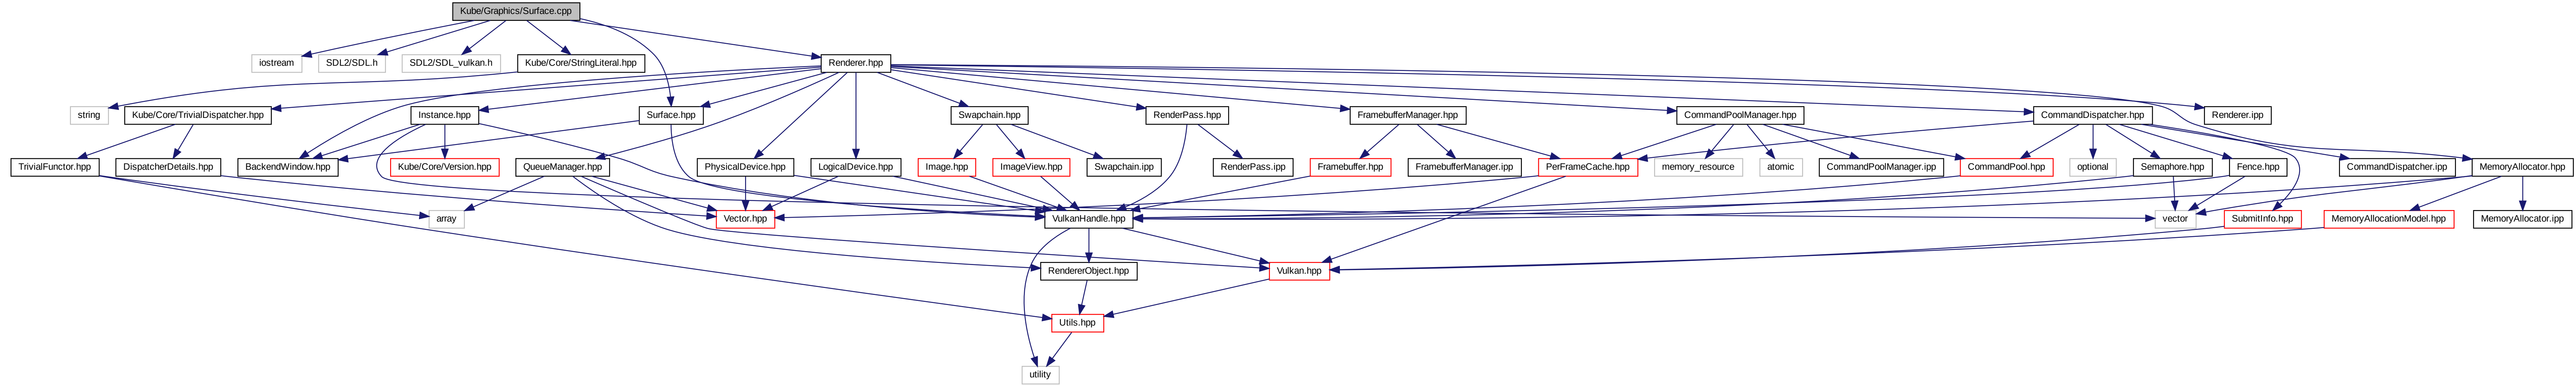 Kube/Graphics/Surface.cpp
iostream
SDL2/SDL.h
SDL2/SDL_vulkan.h
Kube/Core/StringLiteral.hpp
Renderer.hpp
string
Kube/Core/TrivialDispatcher.hpp
Instance.hpp
Surface.hpp
Swapchain.hpp
RenderPass.hpp
FramebufferManager.hpp
CommandPoolManager.hpp
CommandDispatcher.hpp
Renderer.ipp
TrivialFunctor.hpp
DispatcherDetails.hpp
BackendWindow.hpp
Kube/Core/Version.hpp
QueueManager.hpp
PhysicalDevice.hpp
LogicalDevice.hpp
Image.hpp
ImageView.hpp
Swapchain.ipp
RenderPass.ipp
Framebuffer.hpp
FramebufferManager.ipp
PerFrameCache.hpp
memory_resource
atomic
CommandPoolManager.ipp
CommandPool.hpp
optional
Semaphore.hpp
Fence.hpp
CommandDispatcher.ipp
MemoryAllocator.hpp
array
Vector.hpp
VulkanHandle.hpp
vector
SubmitInfo.hpp
MemoryAllocationModel.hpp
MemoryAllocator.ipp
RendererObject.hpp
Vulkan.hpp
Utils.hpp
utility